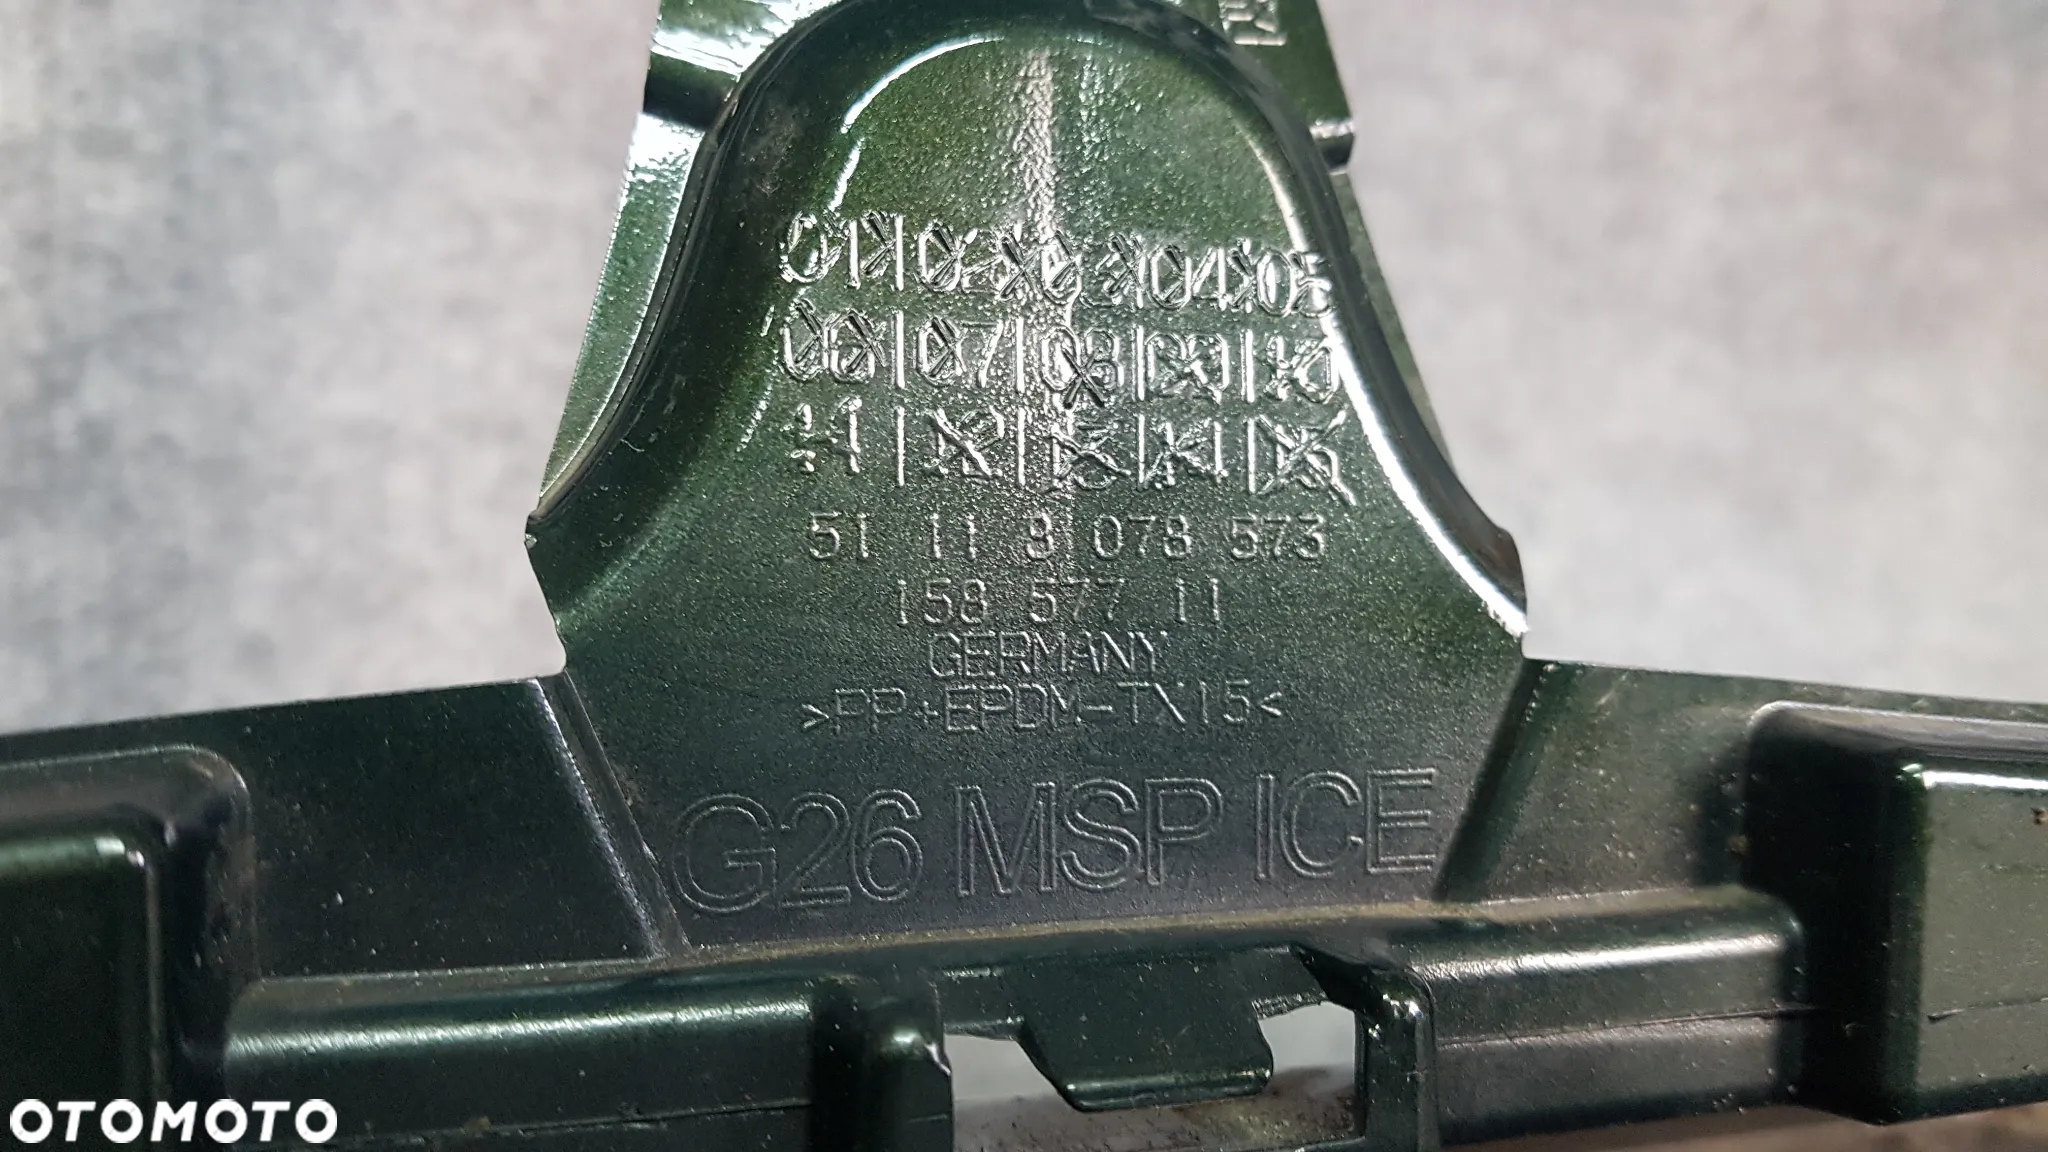 01|02|03|04|05
06|07|08|09|10
11|12|13|14|15
51 11 8 078 573
158 577 11
GERMANY
>PP+EPDM-TX15<
G26 MSP ICE
OTOMOTO